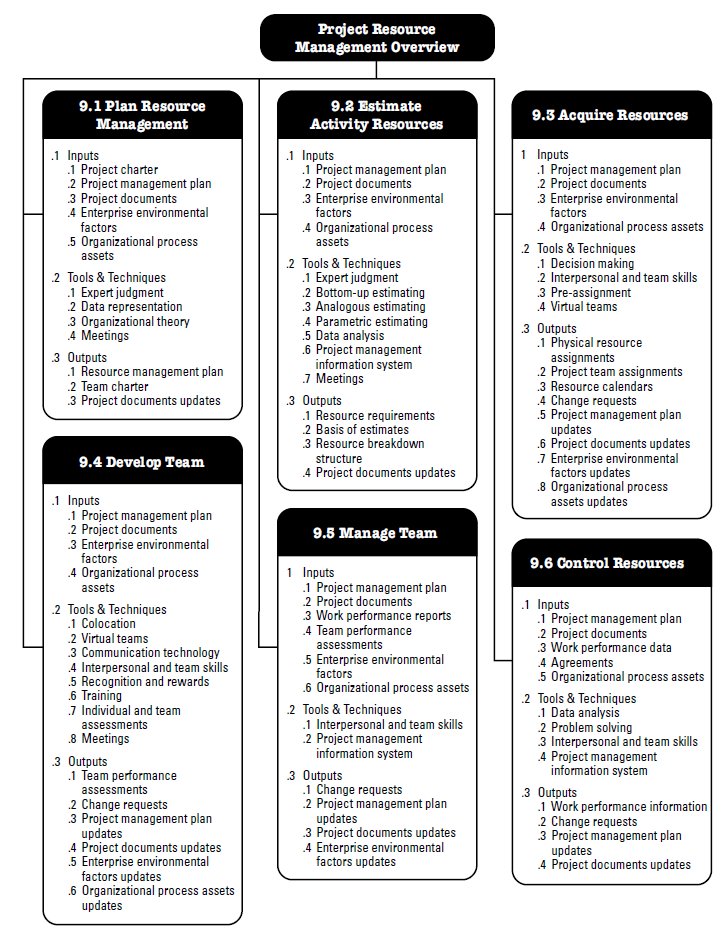 Project Resource
Management Overview
9.1 Plan Resource
Management
.1 Inputs
.1 Project charter
.2 Project management plan
.3 Project documents
.4 Enterprise environmental
factors
.5 Organizational process
assets
.2 Tools & Techniques
.1 Expert judgment
.2 Data representation
.3 Organizational theory
.4 Meetings
.3 Outputs
.1 Resource management plan
.2 Team charter
.3 Project documents updates
9.2 Estimate
Activity Resources
.1 Inputs
.1 Project management plan
.2 Project documents
.3 Enterprise environmental
factors
.4 Organizational process
assets
.2 Tools & Techniques
.1 Expert judgment
.2 Bottom-up estimating
.3 Analogous estimating
.4 Parametric estimating
.5 Data analysis
.6 Project management
information system
.7 Meetings
.3 Outputs
.1 Resource requirements
.2 Basis of estimates
.3 Resource breakdown
structure
.4 Project documents updates
9.3 Acquire Resources
1 Inputs
.1 Project management plan
.2 Project documents
.3 Enterprise environmental
factors
.4 Organizational process assets
.2 Tools & Techniques
.1 Decision making
.2 Interpersonal and team skills
.3 Pre-assignment
.4 Virtual teams
.3 Outputs
.1 Physical resource
assignments
.2 Project team assignments
.3 Resource calendars
.4 Change requests
.5 Project management plan
updates
.6 Project documents updates
.7 Enterprise environmental
factors updates
.8 Organizational process
assets updates
9.4 Develop Team
.1 Inputs
.1 Project management plan
.2 Project documents
.3 Enterprise environmental
factors
.4 Organizational process
assets
.2 Tools & Techniques
.1 Colocation
.2 Virtual teams
.3 Communication technology
.4 Interpersonal and team skills
.5 Recognition and rewards
.6 Training
.7 Individual and team
assessments
.8 Meetings
.3 Outputs
.1 Team performance
assessments
.2 Change requests
.3 Project management plan
updates
.4 Project documents updates
.5 Enterprise environmental
factors updates
.6 Organizational process assets
updates
9.5 Manage Team
1 Inputs
.1 Project management plan
.2 Project documents
.3 Work performance reports
.4 Team performance
assessments
.5 Enterprise environmental
factors
.6 Organizational process assets
.2 Tools & Techniques
.1 Interpersonal and team skills
.2 Project management
information system
.3 Outputs
.1 Change requests
.2 Project management plan
updates
.3 Project documents updates
.4 Enterprise environmental
factors updates
9.6 Control Resources
.1 Inputs
.1 Project management plan
.2 Project documents
.3 Work performance data
.4 Agreements
.5 Organizational process assets
.2 Tools & Techniques
.1 Data analysis
.2 Problem solving
.3 Interpersonal and team skills
.4 Project management
information system
.3 Outputs
.1 Work performance information
.2 Change requests
.3 Project management plan
updates
.4 Project documents updates